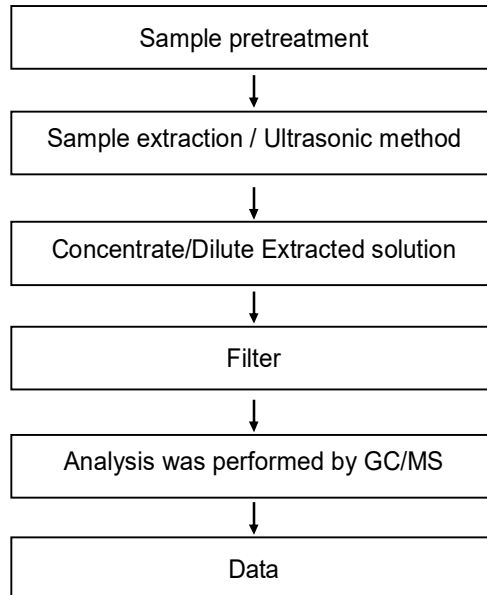 Sample pretreatment
Sample extraction / Ultrasonic method
Concentrate/Dilute Extracted solution
Filter
Analysis was performed by GC/MS
Data